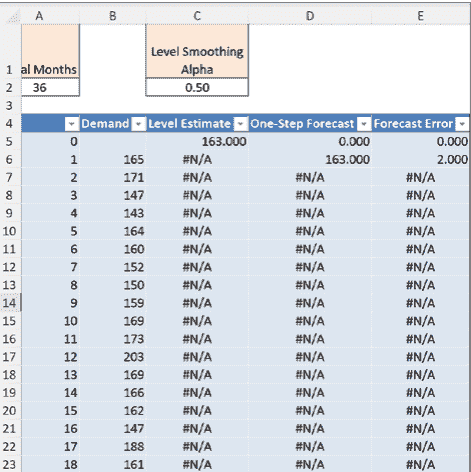 A B C D E
Level Smoothing
1 al Months Alpha
2 36 0.50
3
4 Demand Level Estimate One-Step Forecast Forecast Error
5 0 163.000 0.000 0.000
6 1 165 #N/A 163.000 2.000
7 2 171 #N/A #N/A #N/A
8 3 147 #N/A #N/A #N/A
9 4 143 #N/A #N/A #N/A
10 5 164 #N/A #N/A #N/A
11 6 160 #N/A #N/A #N/A
12 7 152 #N/A #N/A #N/A
13 8 150 #N/A #N/A #N/A
14 9 159 #N/A #N/A #N/A
15 10 169 #N/A #N/A #N/A
16 11 173 #N/A #N/A #N/A
17 12 203 #N/A #N/A #N/A
18 13 169 #N/A #N/A #N/A
19 14 166 #N/A #N/A #N/A
20 15 162 #N/A #N/A #N/A
21 16 147 #N/A #N/A #N/A
22 17 188 #N/A #N/A #N/A
23 18 161 #N/A #N/A #N/A